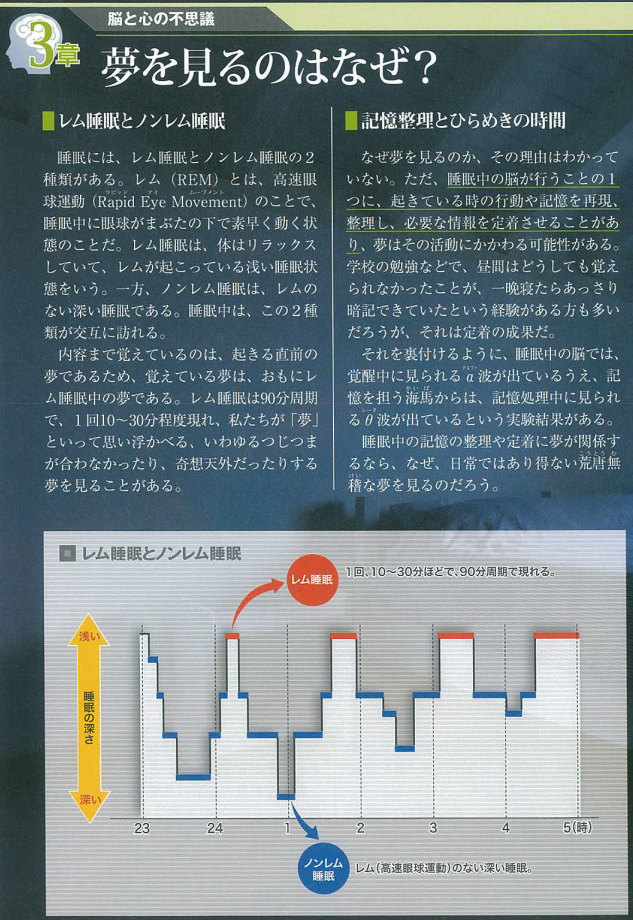 脳と心の不思議
3章
夢を見るのはなぜ？
レム睡眠とノンレム睡眠
睡眠には、レム睡眠とノンレム睡眠の２
種類がある。レム（REM）とは、高速眼
球運動（Rapid Eye Movement）のことで、
ラピッド アイ ムーブメント
睡眠中に眼球がまぶたの下で素早く動く状
態のことだ。レム睡眠は、体はリラックス
していて、レムが起こっている浅い睡眠状
態をいう。一方、ノンレム睡眠は、レムの
ない深い睡眠である。睡眠中は、この２種
類が交互に訪れる。
内容まで覚えているのは、起きる直前の
夢であるため、覚えている夢は、おもにレ
ム睡眠中の夢である。レム睡眠は90分周期
で、１回10〜30分程度現れ、私たちが「夢」
といって思い浮かべる、いわゆるつじつま
が合わなかったり、奇想天外だったりする
夢を見ることがある。
記憶整理とひらめきの時間
なぜ夢を見るのか、その理由はわかって
いない。ただ、睡眠中の脳が行うことの１
つに、起きている時の行動や記憶を再現、
整理し、必要な情報を定着させることがあ
り、夢はその活動にかかわる可能性がある。
学校の勉強などで、昼間はどうしても覚え
られなかったことが、一晩寝たらあっさり
暗記できていたという経験がある方も多い
だろうが、それは定着の成果だ。
それを裏付けるように、睡眠中の脳では、
覚醒中に見られるα波が出ているうえ、記
アルファ
憶を担う海馬からは、記憶処理中に見られ
かいば
るθ波が出ているという実験結果がある。
シータ
睡眠中の記憶の整理や定着に夢が関係す
るなら、なぜ、日常ではあり得ない荒唐無
こうとうむ
稽な夢を見るのだろう。
けい
レム睡眠とノンレム睡眠
レム睡眠
１回、10〜30分ほどで、90分周期で現れる。
浅い
睡眠の深さ
深い
23 24 1 2 3 4 5(時)
ノンレム
睡眠
レム(高速眼球運動)のない深い睡眠。